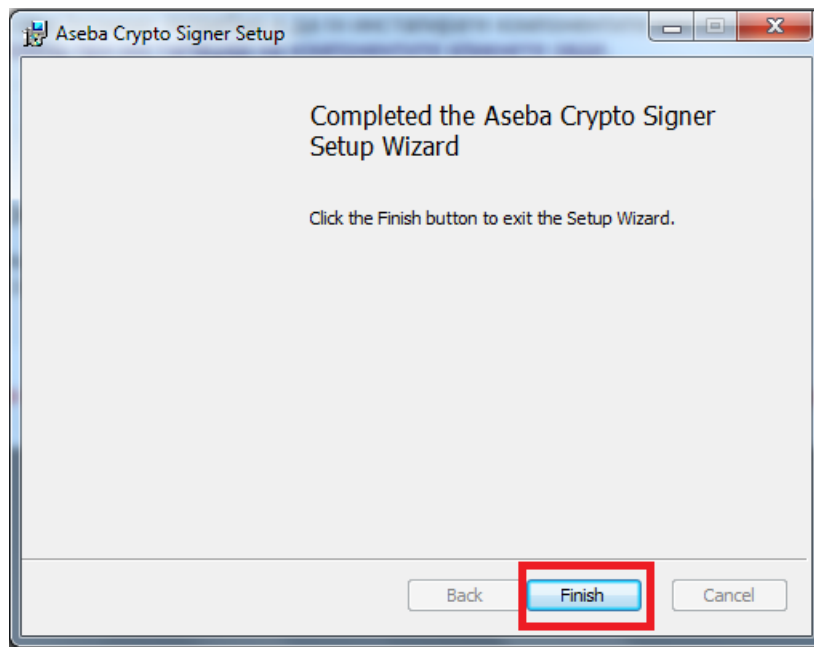 Aseba Crypto Signer Setup
Completed the Aseba Crypto Signer
Setup Wizard
Click the Finish button to exit the Setup Wizard.
Back
Finish
Cancel